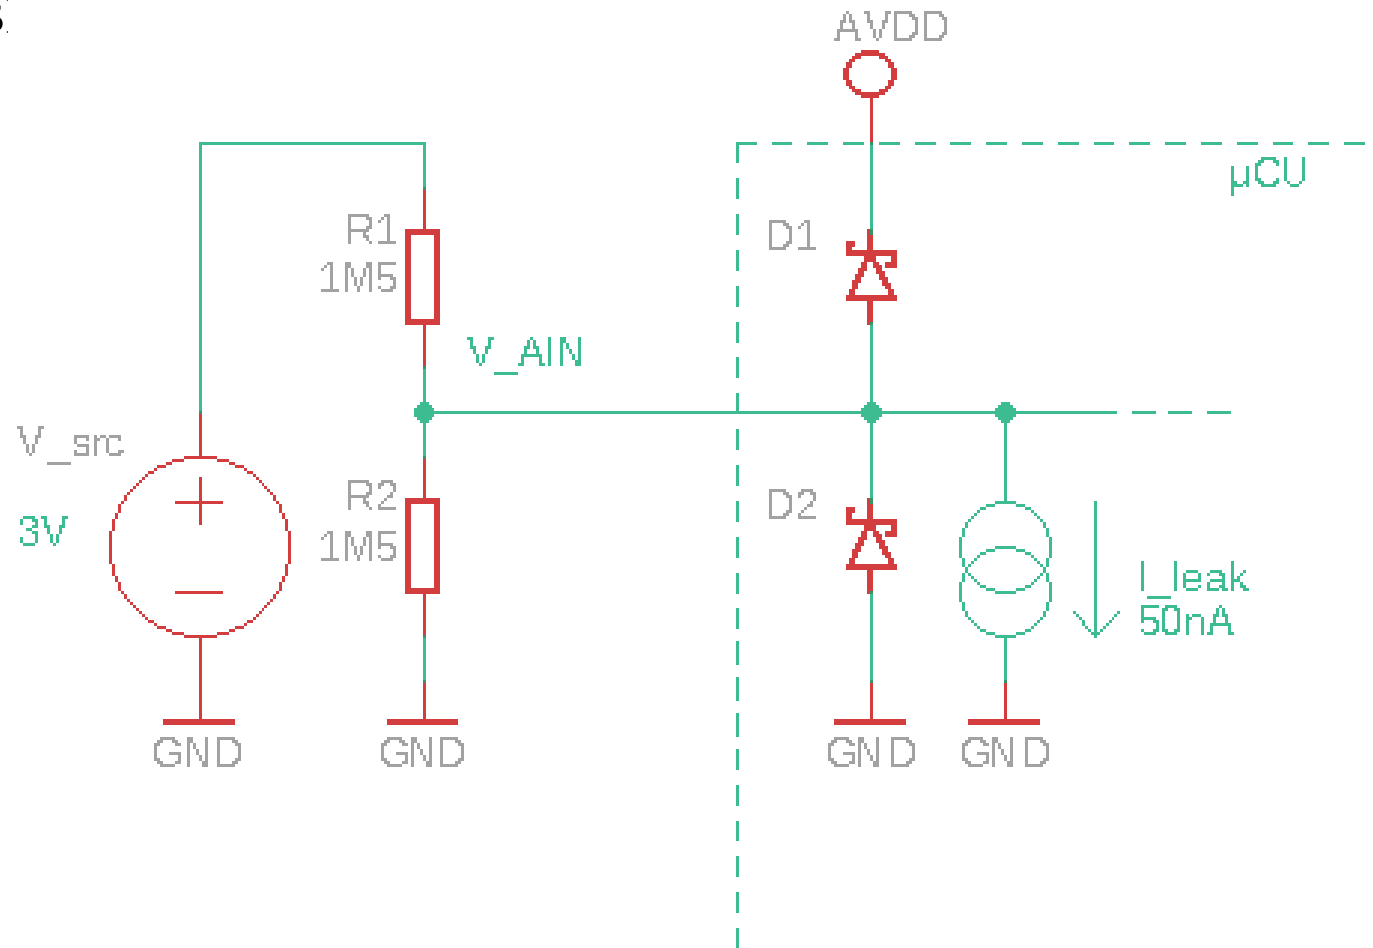 AVDD
µCU
R1
1M5
D1
V_AIN
V_src
3V
R2
1M5
D2
I_leak
50nA
GND
GND
GND
GND